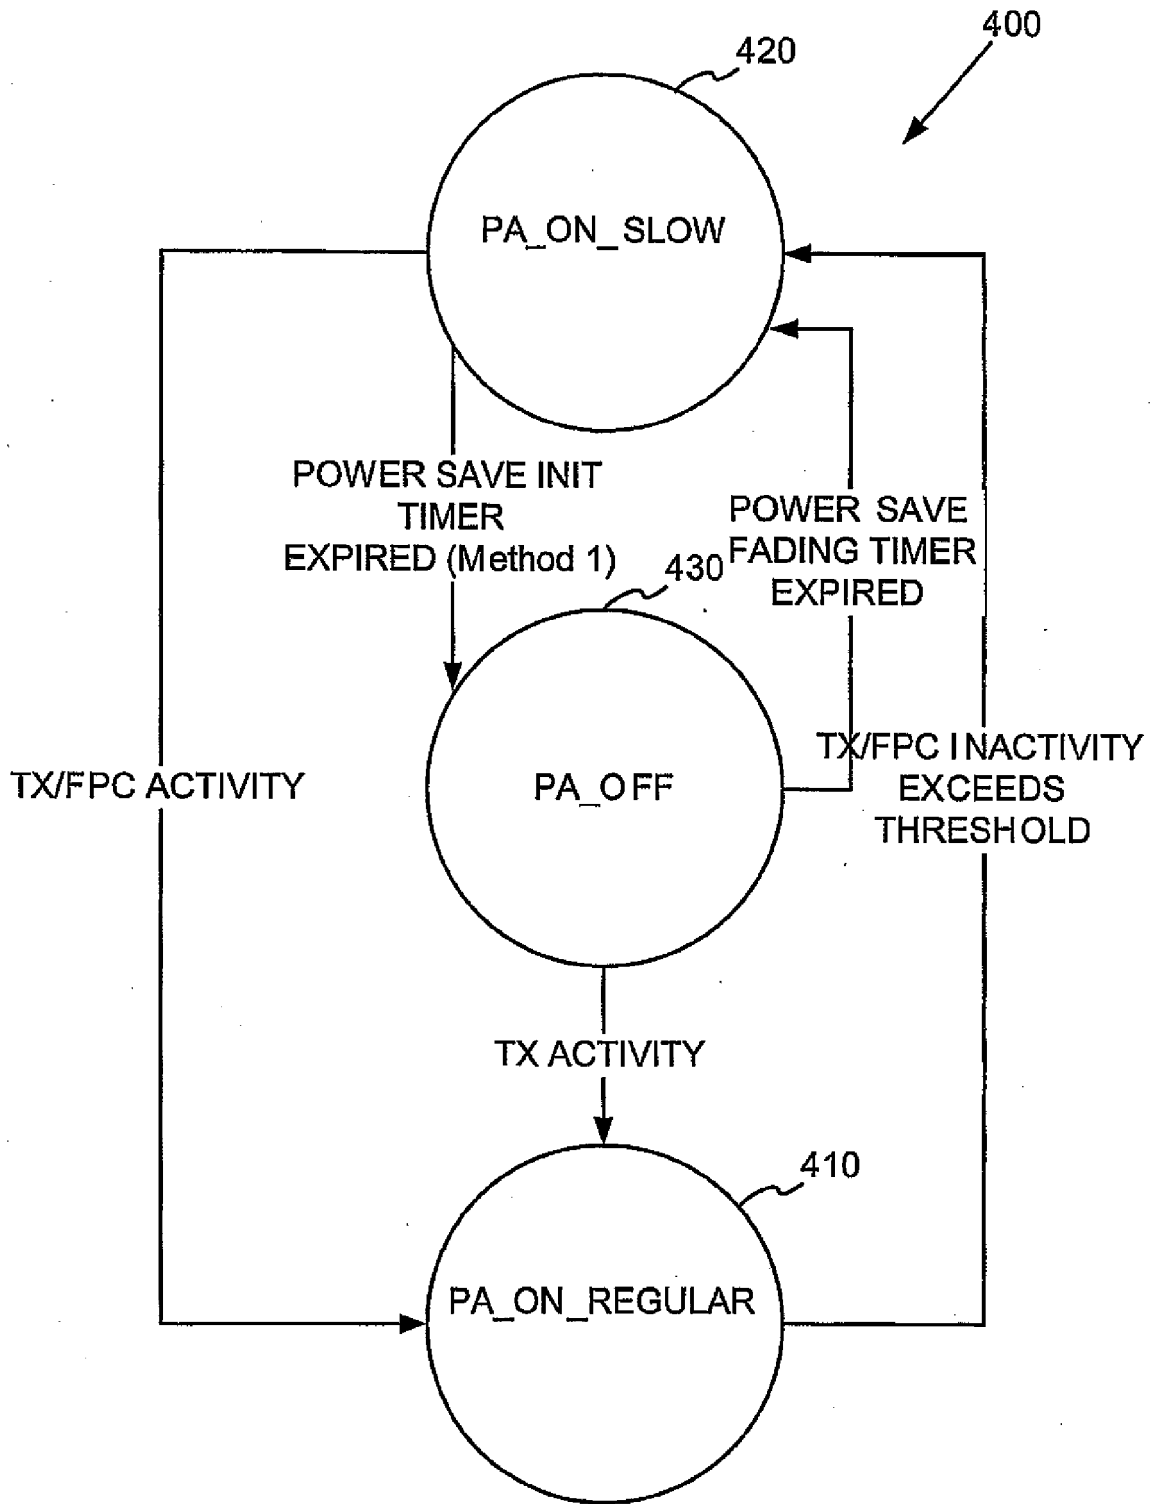 400
420
PA_ON_SLOW
POWER SAVE INIT
TIMER
EXPIRED (Method 1)
POWER SAVE
FADING TIMER
EXPIRED
430
PA_OFF
TX/FPC ACTIVITY
TX/FPC INACTIVITY
EXCEEDS
THRESHOLD
TX ACTIVITY
410
PA_ON_REGULAR